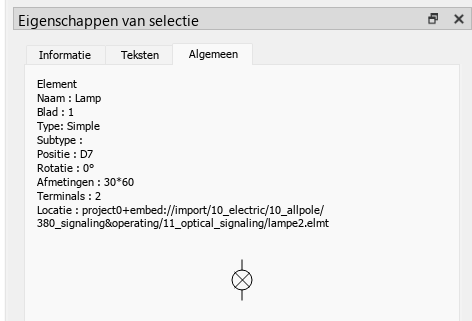 Eigenschappen van selectie
Informatie Teksten Algemeen
Element
Naam : Lamp
Blad : 1
Type: Simple
Subtype :
Positie : D7
Rotatie : 0°
Afmetingen : 30*60
Terminals : 2
Locatie : project0+embed://import/10_electric/10_allpole/
380_signaling&operating/11_optical_signaling/lampe2.elmt